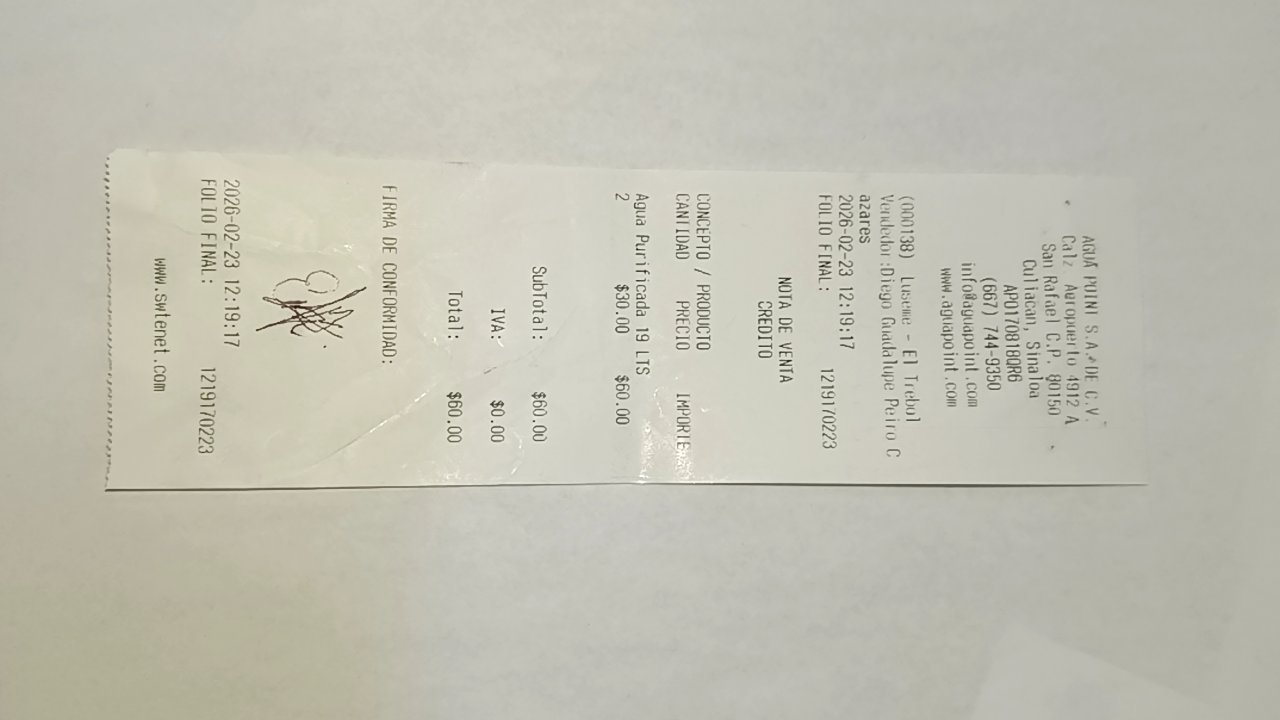 AGUA POINT S.A. DE C.V.
Calz Aeropuerto 4912 A
San Rafael C.P. 80150
Culiacan, Sinaloa
APO1708180R6
(667) 744-9350
info@aguapoint.com
www.aguapoint.com
(000138) Luseme - El Trebol
Vendedor:Diego Guadalupe Peiro C
azares
2026-02-23 12:19:17
FOLIO FINAL: 1219170223
NOTA DE VENTA
CREDITO
CONCEPTO / PRODUCTO
CANTIDAD PRECIO IMPORTE
Agua Purificada 19 LTS
2 $30.00 $60.00
SubTotal: $60.00
IVA: $0.00
Total: $60.00
FIRMA DE CONFORMIDAD:
2026-02-23 12:19:17
FOLIO FINAL: 1219170223
www.swtenet.com